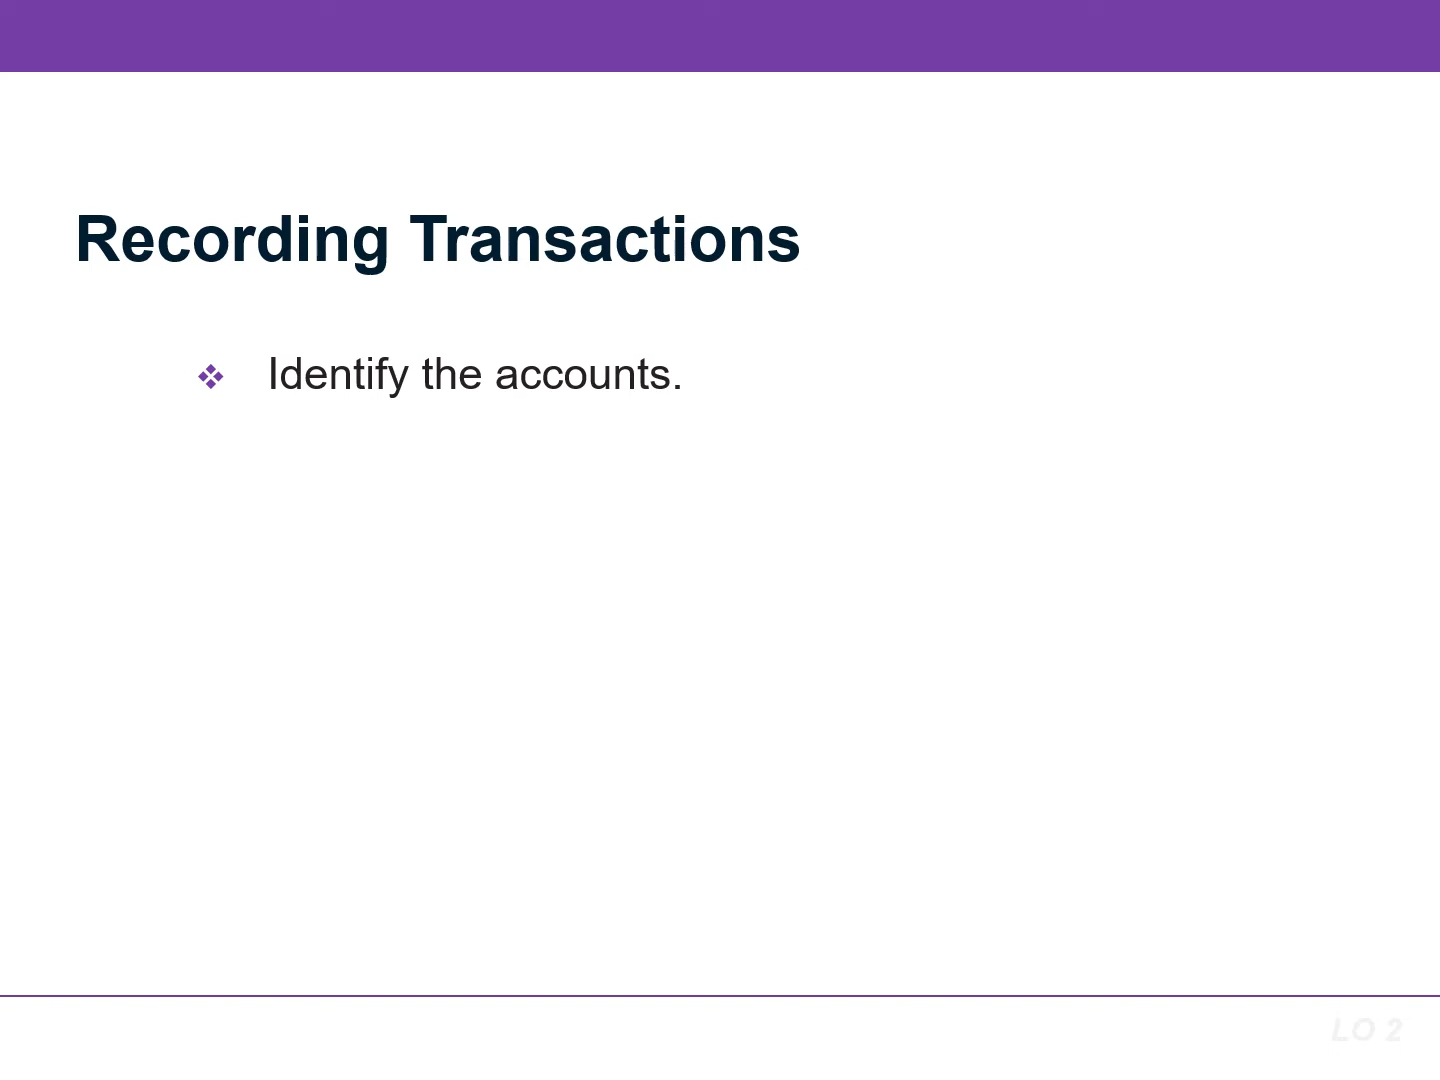 Recording Transactions
Identify the accounts.
LO 2